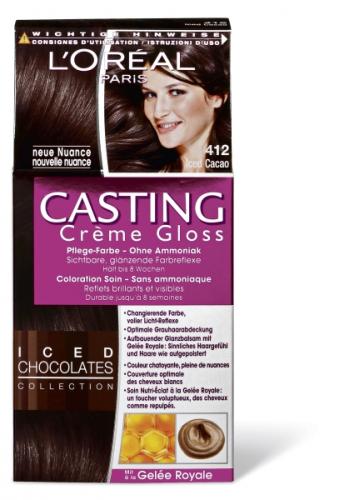 WICHTIGE HINWEISE
CONSIGNES D'UTILISATION / ISTRUZIONI D'USO
L'ORÉAL
PARIS
neue Nuance
nouvelle nuance
412
Iced Cacao
CASTING
Crème Gloss
Pflege-Farbe – Ohne Ammoniak
Sichtbare, glänzende Farbreflexe
Hält bis 8 Wochen
Coloration Soin – Sans ammoniaque
Reflets brillants et visibles
Durable jusqu'à 8 semaines
ICED
CHOCOLATES
COLLECTION
• Changierende Farbe,
voller Licht-Reflexe
• Optimale Grauhaarabdeckung
• Aufbauender Glanzbalsam mit
Gelée Royale: Sinnliches Haargefühl
und Haare wie aufgepolstert
• Couleur chatoyante, pleine de nuances
• Couverture optimale
des cheveux blancs
• Soin Nutri-Éclat à la Gelée Royale:
un toucher voluptueux, des cheveux
comme repulpés.
Mit
à la Gelée Royale